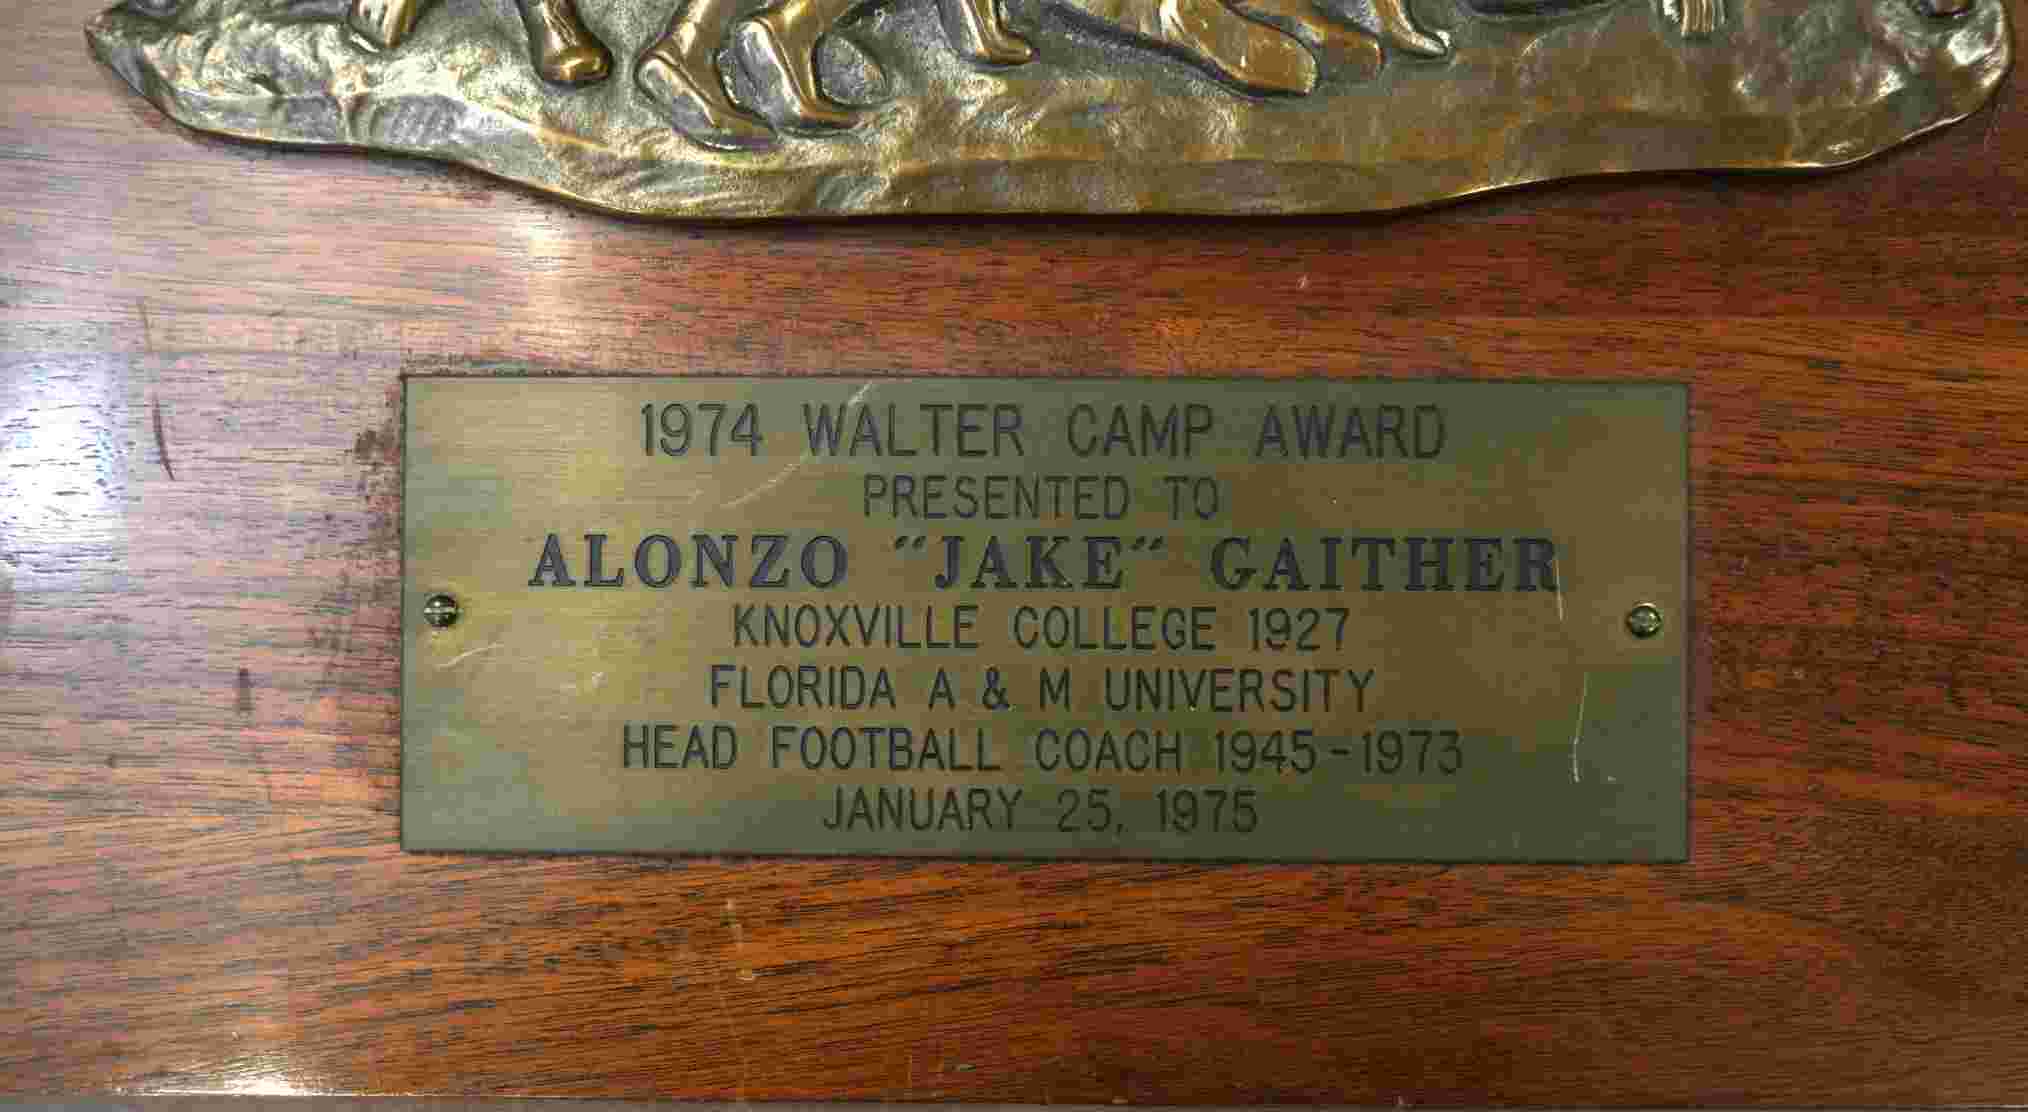 1974 WALTER CAMP AWARD
PRESENTED TO
ALONZO "JAKE" GAITHER
KNOXVILLE COLLEGE 1927
FLORIDA A & M UNIVERSITY
HEAD FOOTBALL COACH 1945-1973
JANUARY 25, 1975